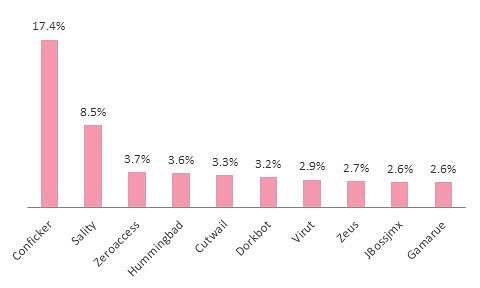 17.4%
8.5%
3.7%
3.6%
3.3%
3.2%
2.9%
2.7%
2.6%
2.6%
Conficker
Sality
Zeroaccess
Hummingbad
Cutwail
Dorkbot
Virut
Zeus
JBossjmx
Gamarue